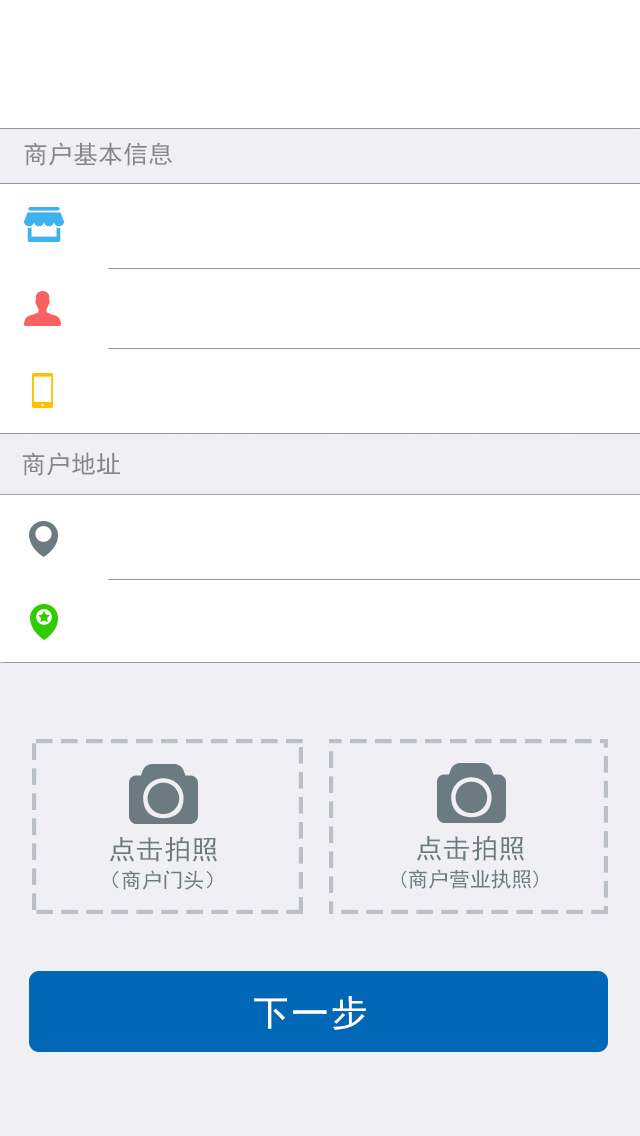 商户基本信息
商户地址
点击拍照
（商户门头）
点击拍照
（商户营业执照）
下一步